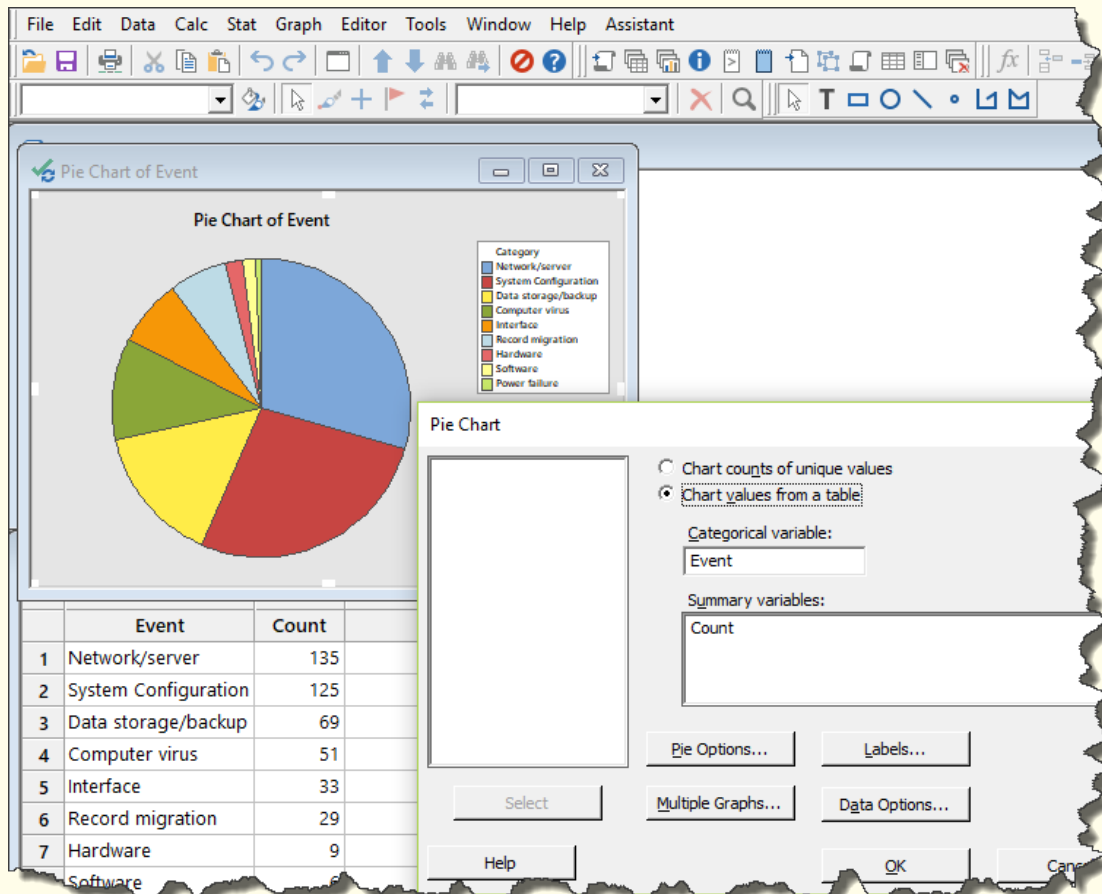 File Edit Data Calc Stat Graph Editor Tools Window Help Assistant
Pie Chart of Event
Pie Chart of Event
Category
Network/server
System Configuration
Data storage/backup
Computer virus
Interface
Record migration
Hardware
Software
Power failure
Pie Chart
Chart counts of unique values
Chart values from a table
Categorical variable:
Event
Summary variables:
Count
Pie Options... Labels...
Select Multiple Graphs... Data Options...
Help OK
Event Count
1 Network/server 135
2 System Configuration 125
3 Data storage/backup 69
4 Computer virus 51
5 Interface 33
6 Record migration 29
7 Hardware 9
Software